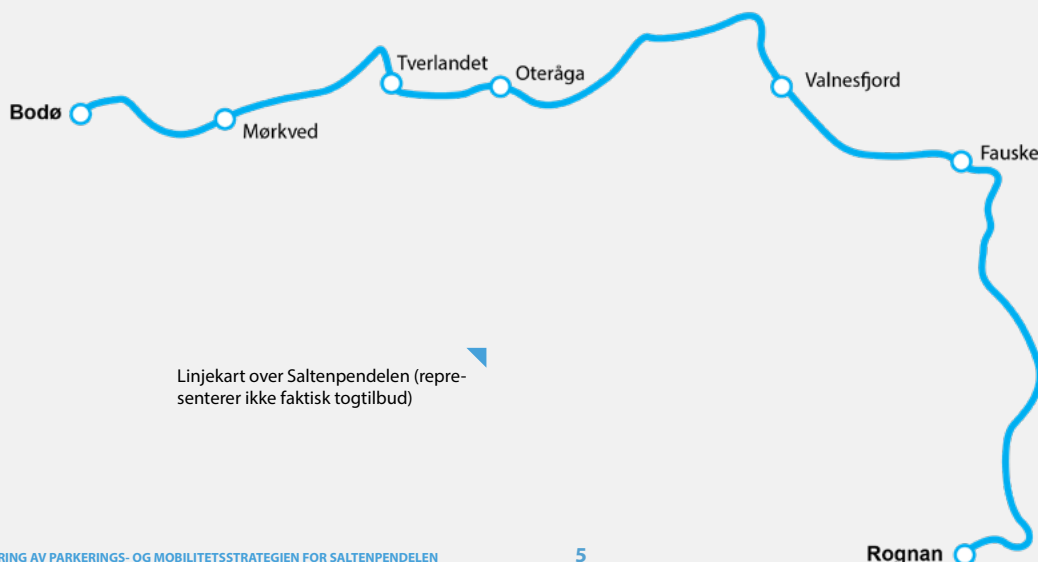 Tverlandet
Oteråga
Valnesfjord
Bodø
Mørkved
Fauske
Linjekart over Saltenpendelen (repre-
senterer ikke faktisk togtilbud)
RING AV PARKERINGS- OG MOBILITETSSTRATEGIEN FOR SALTENPENDELEN 5
Rognan